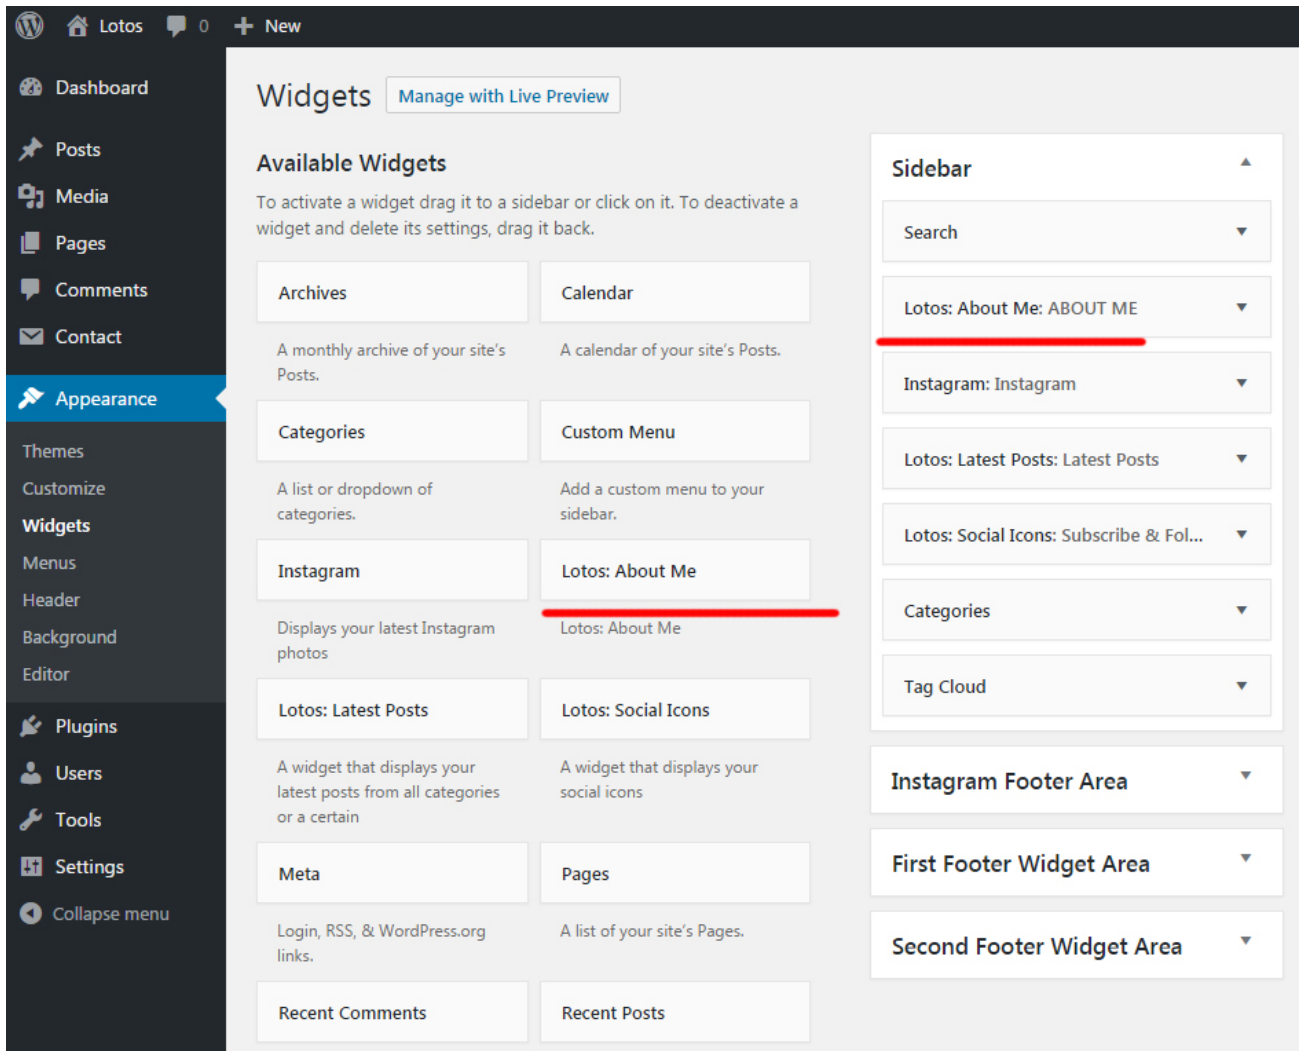 Lotos 0 New
Dashboard
Posts
Media
Pages
Comments
Contact
Appearance
Themes
Customize
Widgets
Menus
Header
Background
Editor
Plugins
Users
Tools
Settings
Collapse menu
Widgets Manage with Live Preview
Available Widgets
To activate a widget drag it to a sidebar or click on it. To deactivate a
widget and delete its settings, drag it back.
Archives
A monthly archive of your site's
Posts.
Calendar
A calendar of your site's Posts.
Categories
A list or dropdown of
categories.
Custom Menu
Add a custom menu to your
sidebar.
Instagram
Displays your latest Instagram
photos
Lotos: About Me
Lotos: About Me
Lotos: Latest Posts
A widget that displays your
latest posts from all categories
or a certain
Lotos: Social Icons
A widget that displays your
social icons
Meta
Login, RSS, & WordPress.org
links.
Pages
A list of your site's Pages.
Recent Comments
Recent Posts
Sidebar
Search
Lotos: About Me: ABOUT ME
Instagram: Instagram
Lotos: Latest Posts: Latest Posts
Lotos: Social Icons: Subscribe & Fol...
Categories
Tag Cloud
Instagram Footer Area
First Footer Widget Area
Second Footer Widget Area